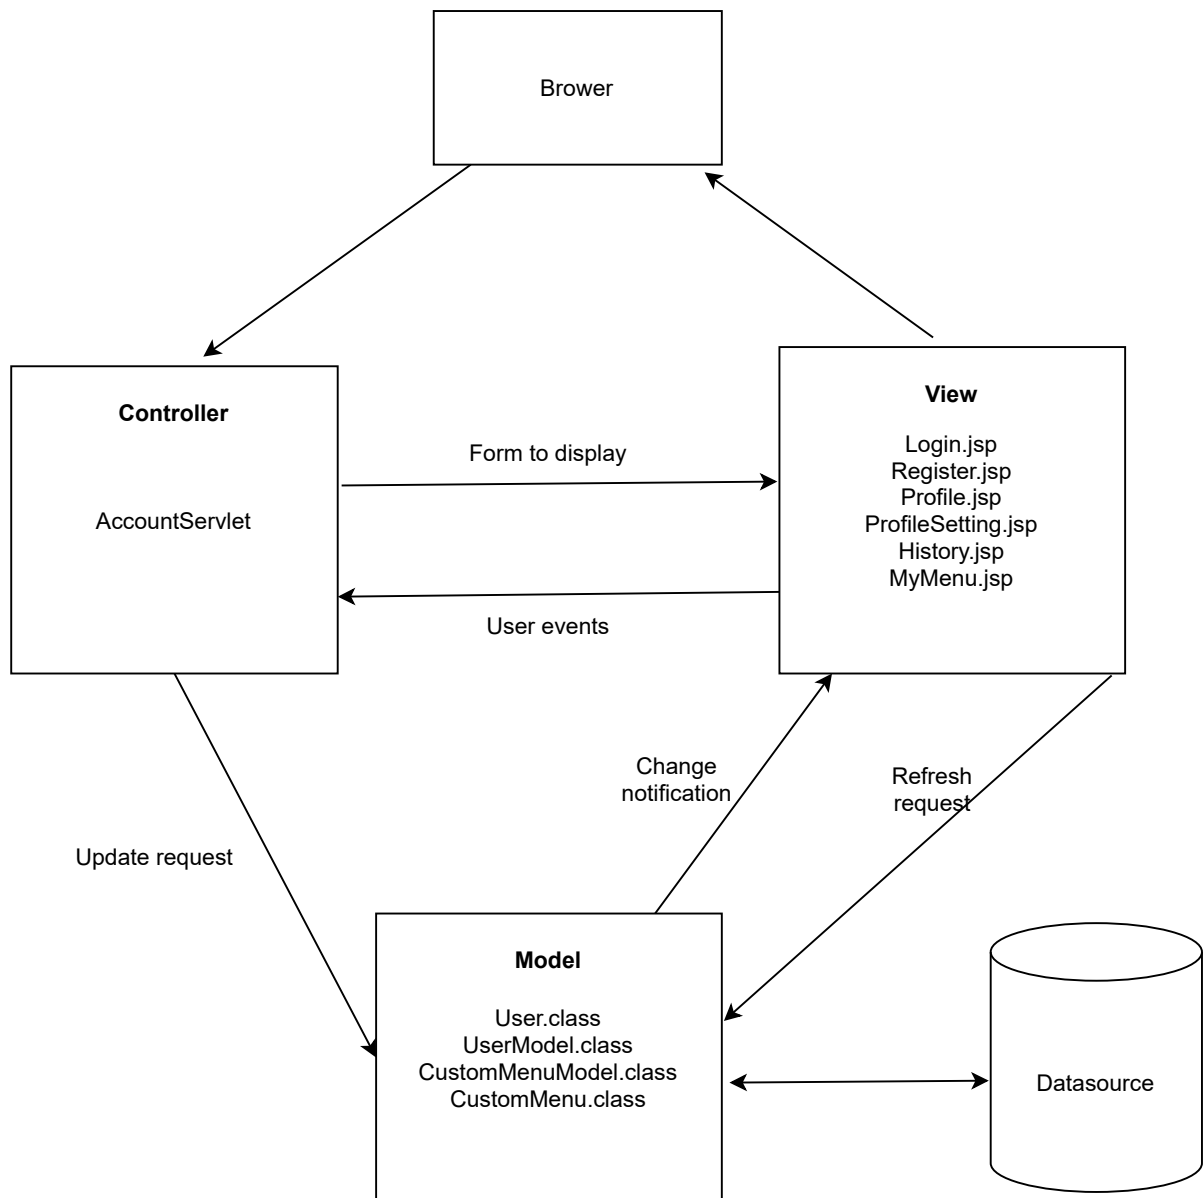 Brower
Controller
AccountServlet
Form to display
User events
View
Login.jsp
Register.jsp
Profile.jsp
ProfileSetting.jsp
History.jsp
MyMenu.jsp
Change
notification
Refresh
request
Update request
Model
User.class
UserModel.class
CustomMenuModel.class
CustomMenu.class
Datasource